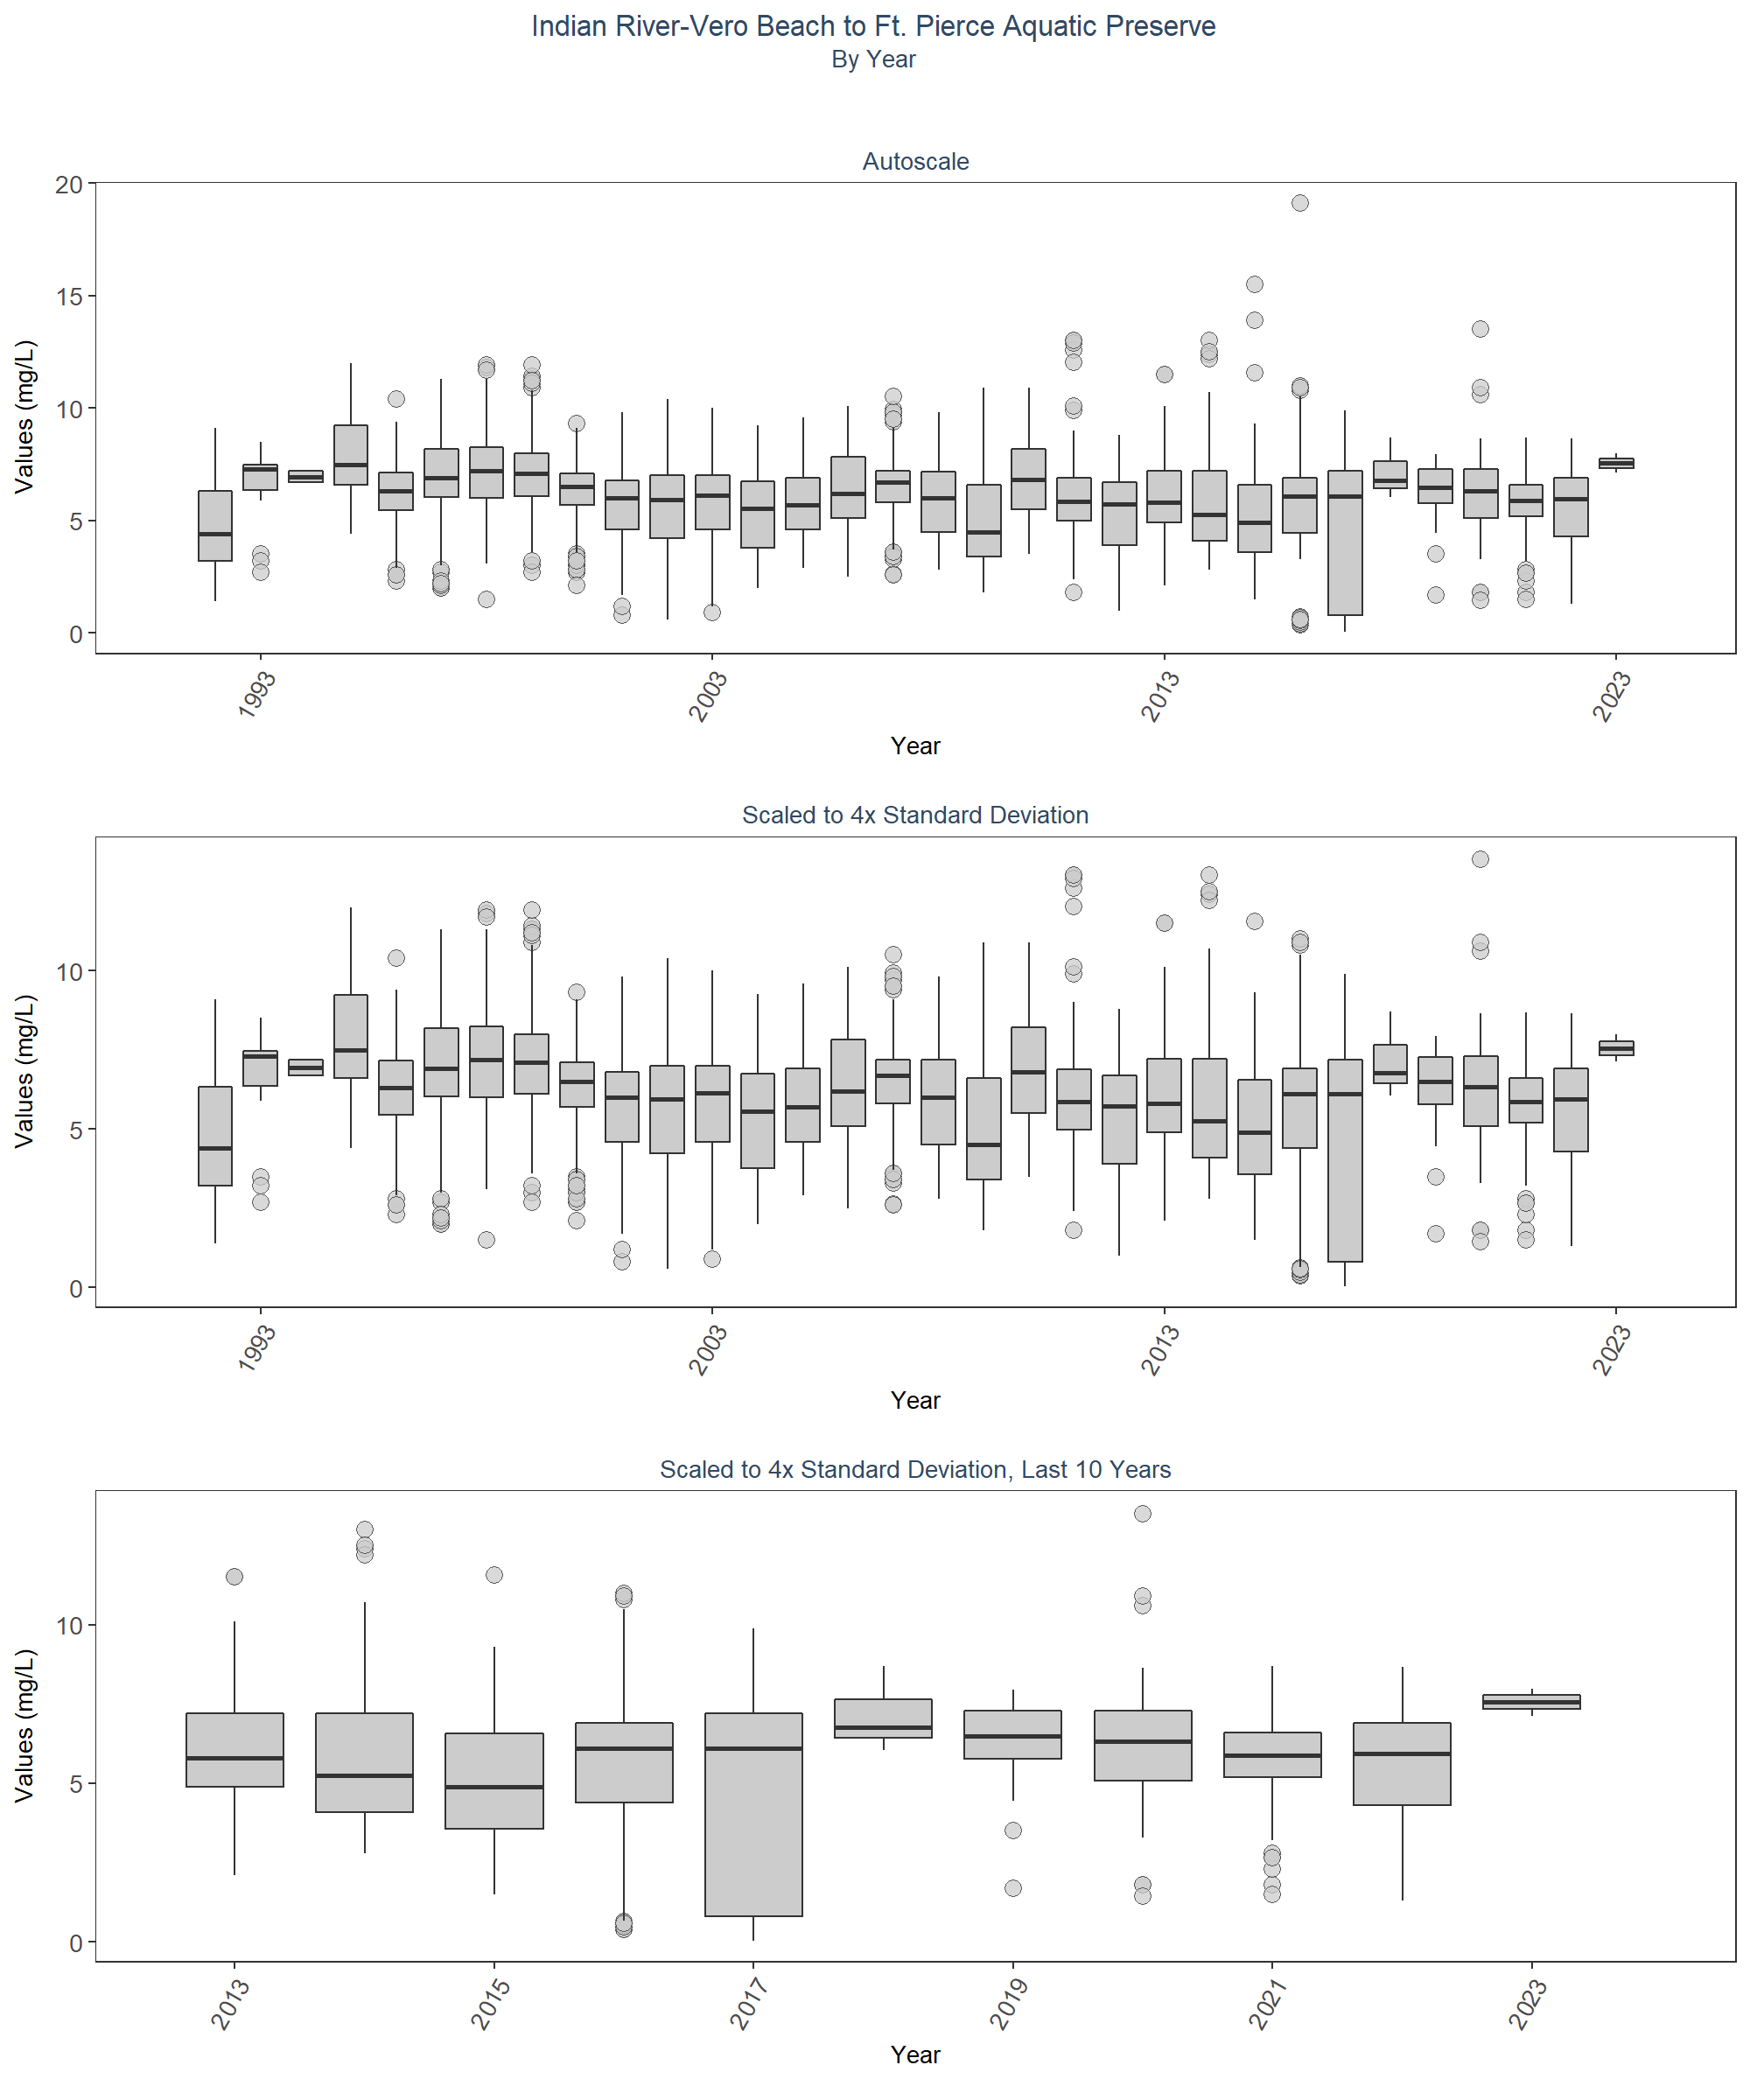 Indian River-Vero Beach to Ft. Pierce Aquatic Preserve
By Year
Autoscale
Values (mg/L)
20
15
10
5
0
1993
2003
2013
2023
Year
Scaled to 4x Standard Deviation
Values (mg/L)
10
5
0
1993
2003
2013
2023
Year
Scaled to 4x Standard Deviation, Last 10 Years
Values (mg/L)
10
5
0
2013
2015
2017
2019
2021
2023
Year